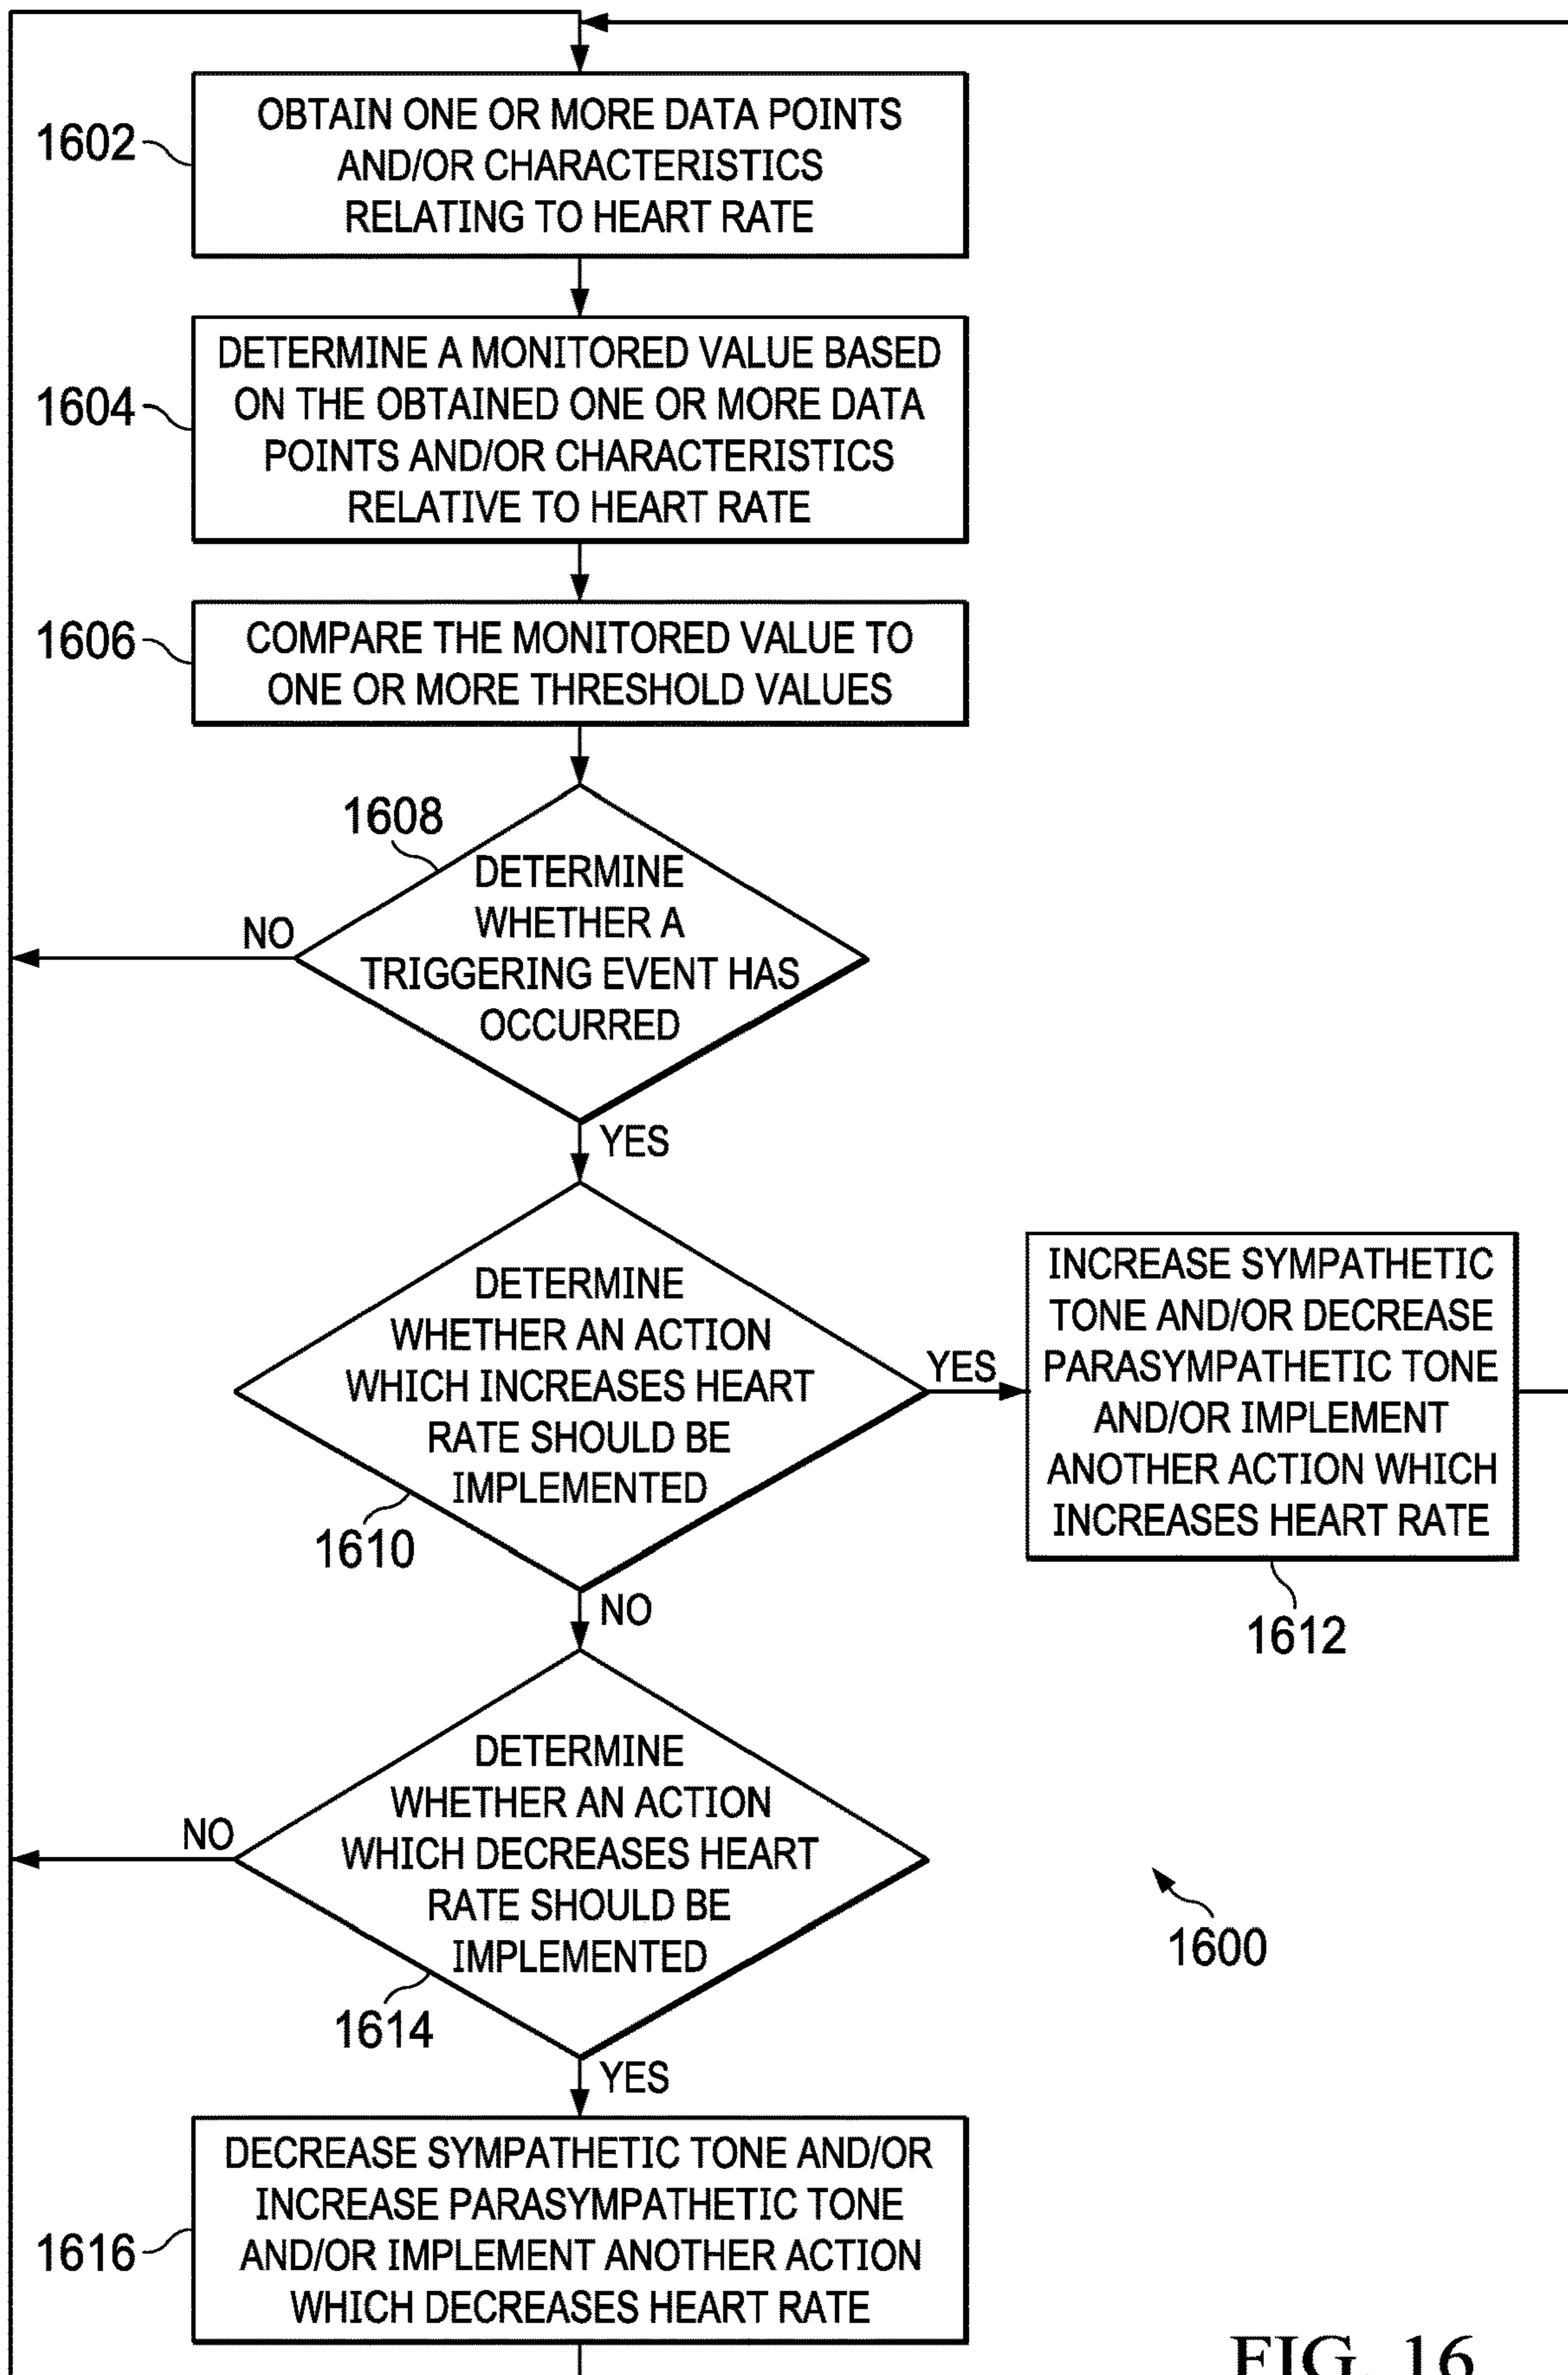 1602
OBTAIN ONE OR MORE DATA POINTS
AND/OR CHARACTERISTICS
RELATING TO HEART RATE
1604
DETERMINE A MONITORED VALUE BASED
ON THE OBTAINED ONE OR MORE DATA
POINTS AND/OR CHARACTERISTICS
RELATIVE TO HEART RATE
1606
COMPARE THE MONITORED VALUE TO
ONE OR MORE THRESHOLD VALUES
1608
DETERMINE
WHETHER A
TRIGGERING EVENT HAS
OCCURRED
NO
YES
DETERMINE
WHETHER AN ACTION
WHICH INCREASES HEART
RATE SHOULD BE
IMPLEMENTED
1610
YES
INCREASE SYMPATHETIC
TONE AND/OR DECREASE
PARASYMPATHETIC TONE
AND/OR IMPLEMENT
ANOTHER ACTION WHICH
INCREASES HEART RATE
1612
NO
DETERMINE
WHETHER AN ACTION
WHICH DECREASES HEART
RATE SHOULD BE
IMPLEMENTED
NO
1614
1600
YES
DECREASE SYMPATHETIC TONE AND/OR
INCREASE PARASYMPATHETIC TONE
AND/OR IMPLEMENT ANOTHER ACTION
WHICH DECREASES HEART RATE
1616
FIG. 16